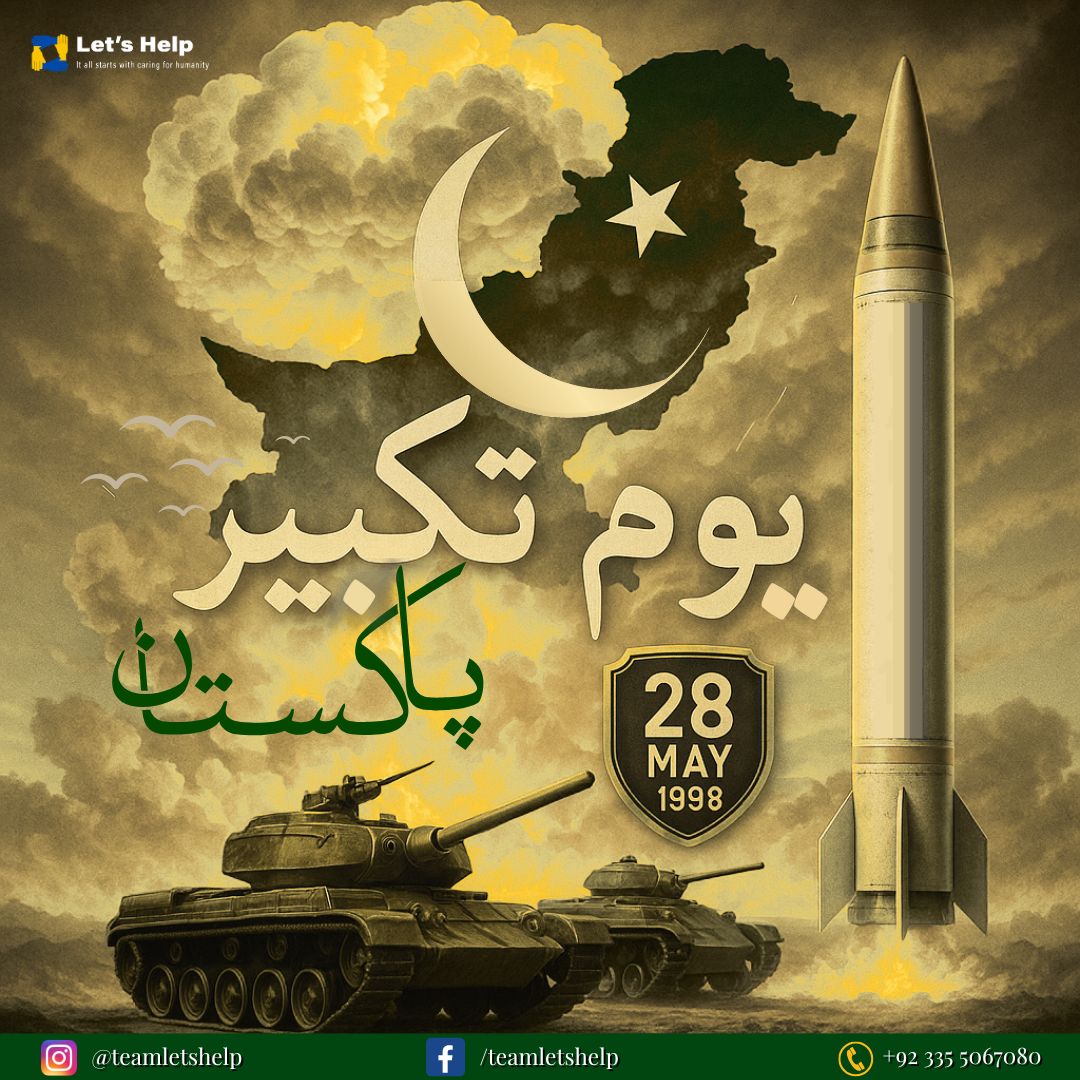 Let's Help
It all starts with caring for humanity
یوم تکبیر
پاکستان
28
MAY
1998
@teamletshelp
/teamletshelp
+92 335 5067080